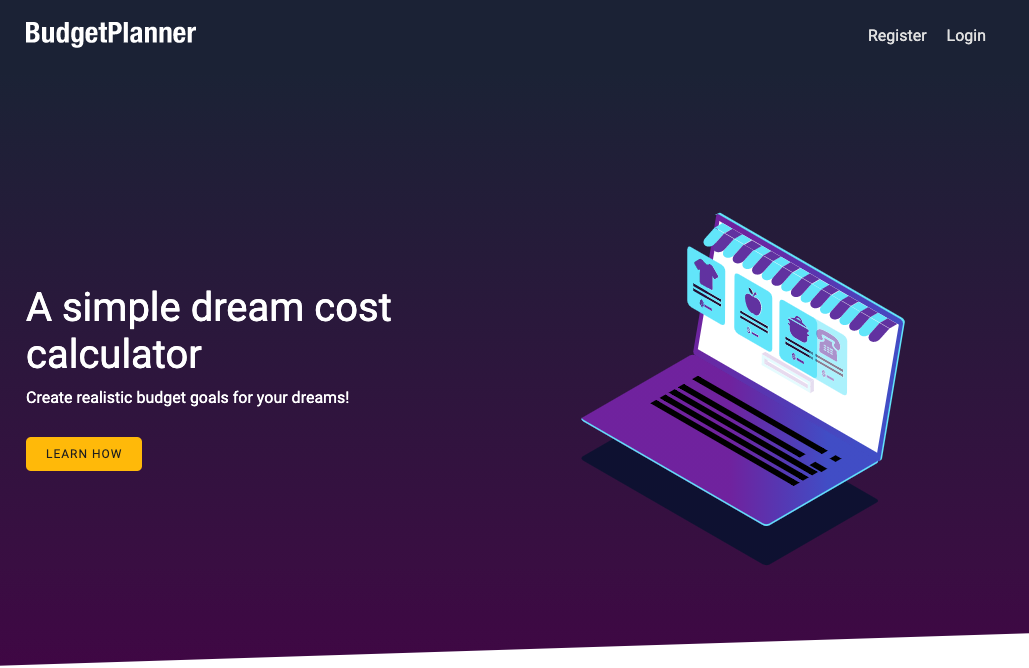 BudgetPlanner
Register Login
A simple dream cost
calculator
Create realistic budget goals for your dreams!
LEARN HOW